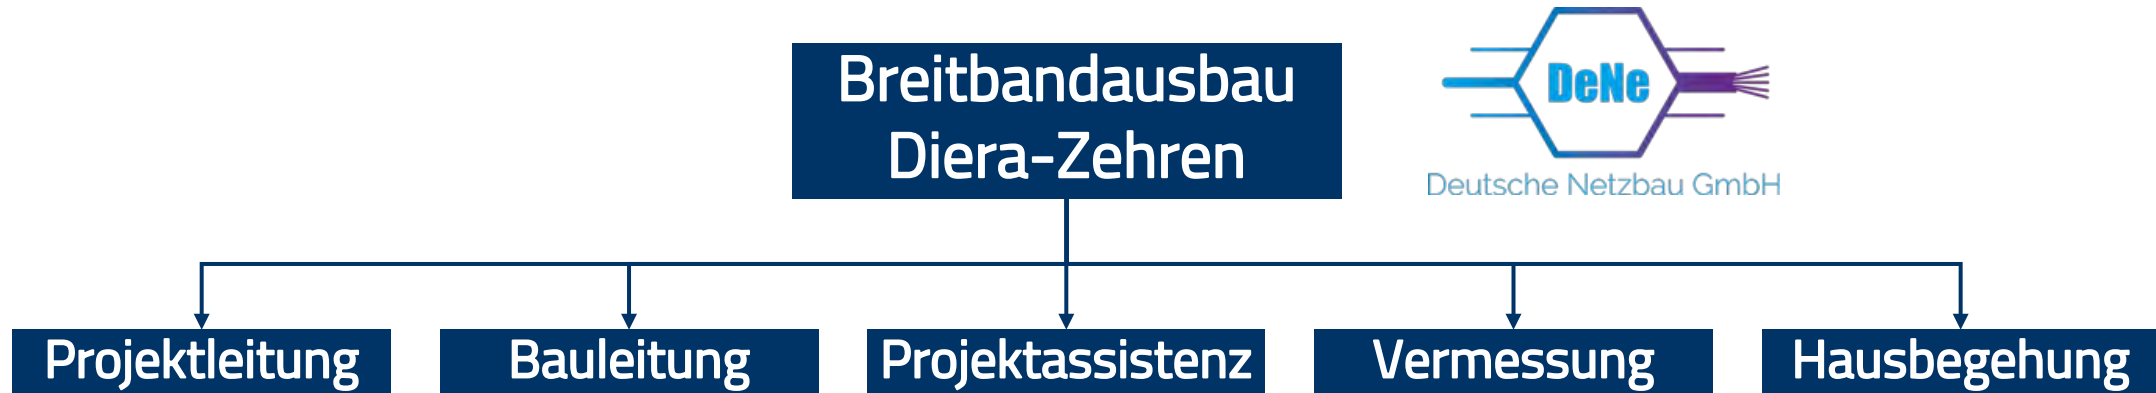 Breitbandausbau
Diera-Zehren
DeNe
Deutsche Netzbau GmbH
Projektleitung
Bauleitung
Projektassistenz
Vermessung
Hausbegehung